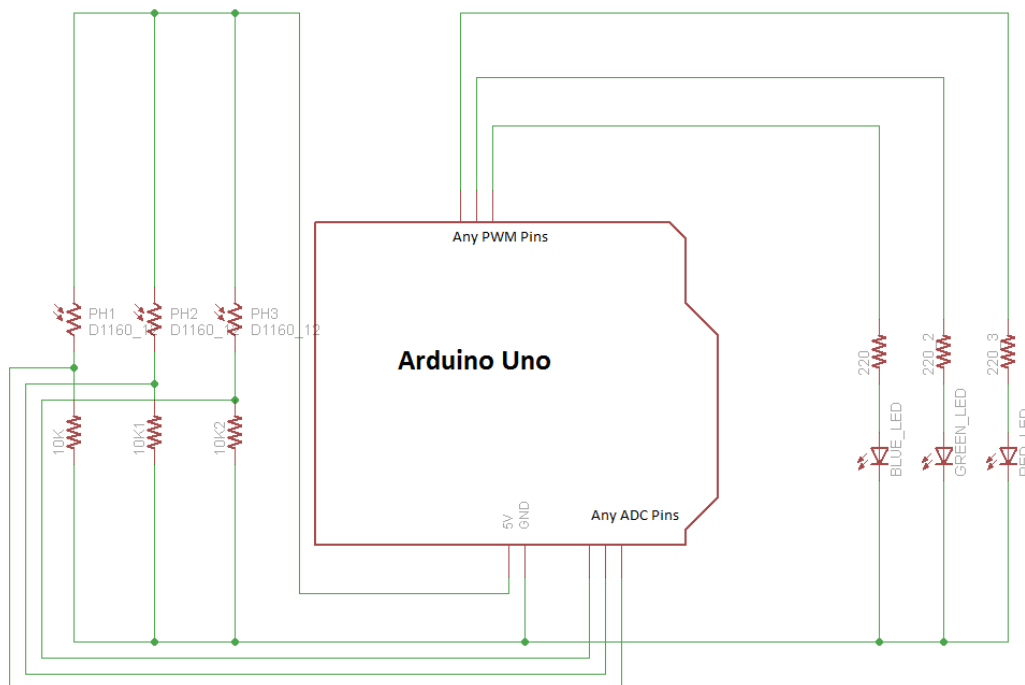 Any PWM Pins
PH1
D1160_1
PH2
D1160_1
PH3
D1160_12
Arduino Uno
220
220_2
220_3
10K
10K1
10K2
BLUE_LED
GREEN_LED
RED_LED
5V
GND
Any ADC Pins